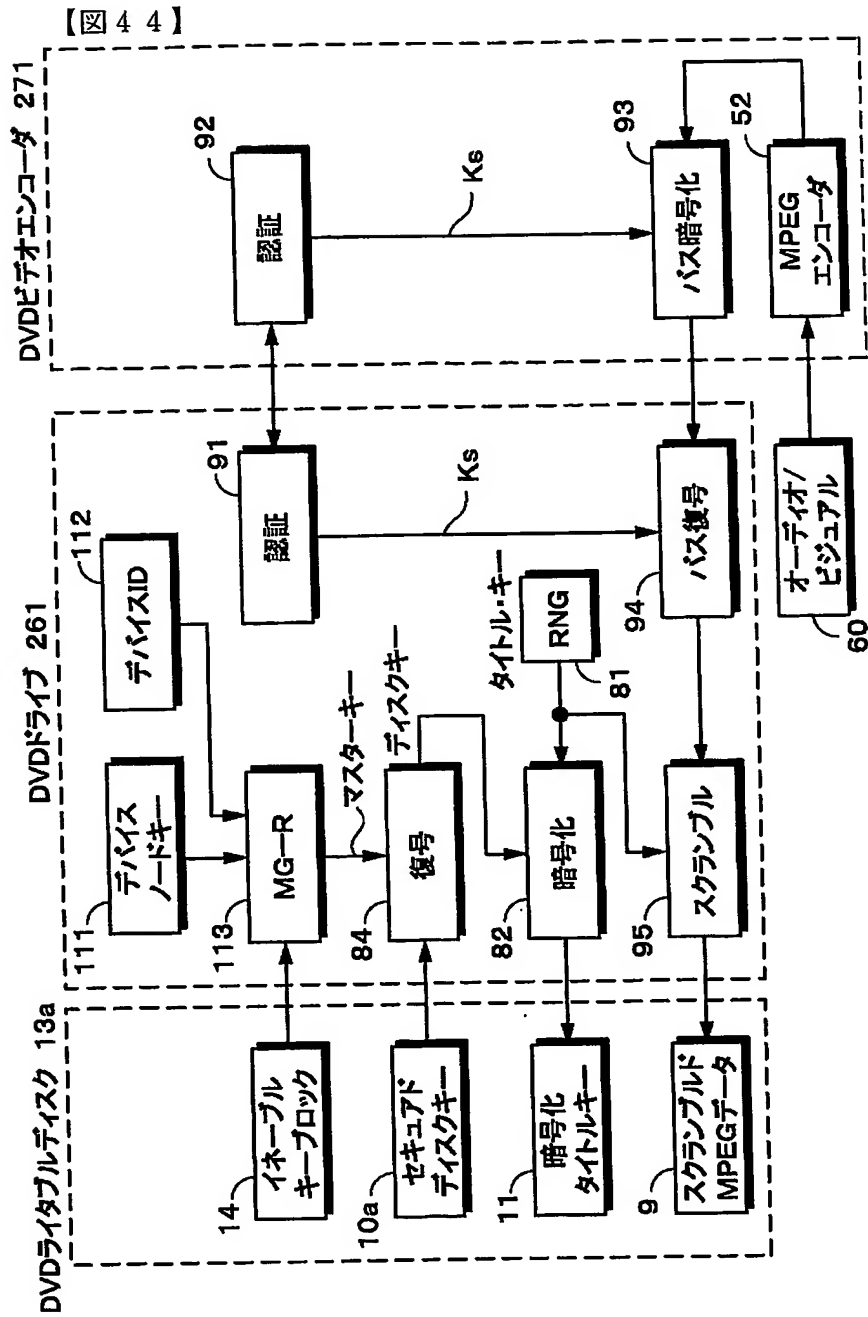 【図４４】
DVDライタブルディスク 13a
14
イネーブル
キーブロック
10a
セキュアド
ディスクキー
11
暗号化
タイトルキー
9
スクランブルド
MPEGデータ
DVDドライブ 261
111
デバイス
ノードキー
112
デバイスID
113
MG—R
マスターキー
84
復号
ディスクキー
82
暗号化
タイトル・キー
RNG
81
95
スクランブル
91
認証
Ks
94
バス復号
DVDビデオエンコーダ 271
92
認証
Ks
93
バス暗号化
52
MPEG
エンコーダ
60
オーディオ/
ビジュアル